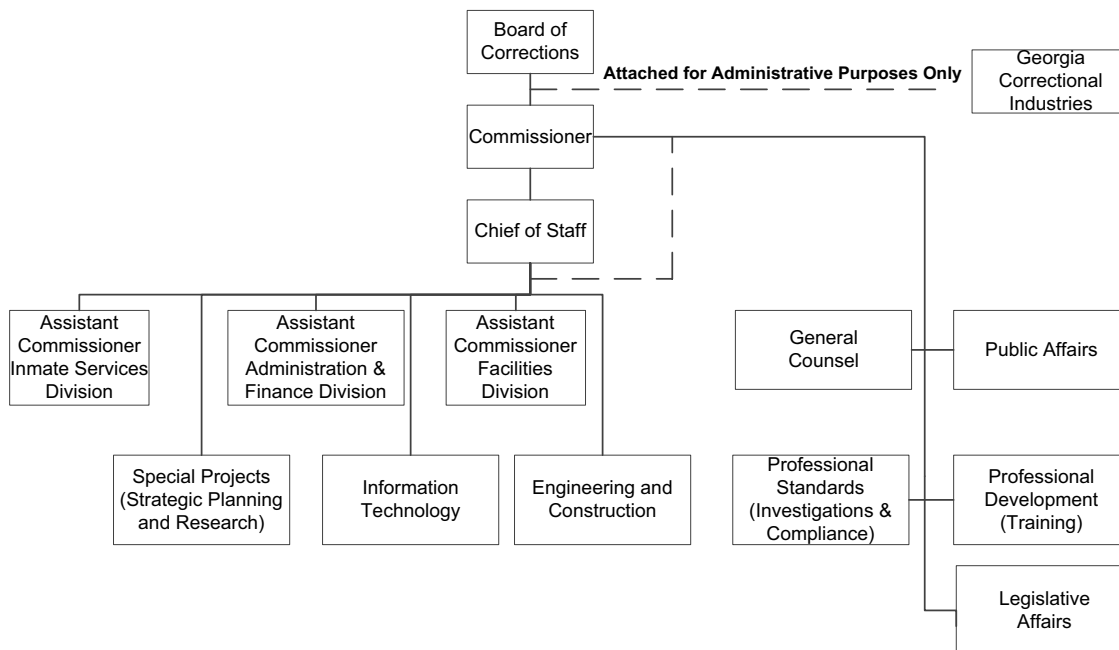 Board of
Corrections
Attached for Administrative Purposes Only
Georgia
Correctional
Industries
Commissioner
Chief of Staff
Assistant
Commissioner
Inmate Services
Division
Assistant
Commissioner
Administration &
Finance Division
Assistant
Commissioner
Facilities
Division
General
Counsel
Public Affairs
Special Projects
(Strategic Planning
and Research)
Information
Technology
Engineering and
Construction
Professional
Standards
(Investigations &
Compliance)
Professional
Development
(Training)
Legislative
Affairs